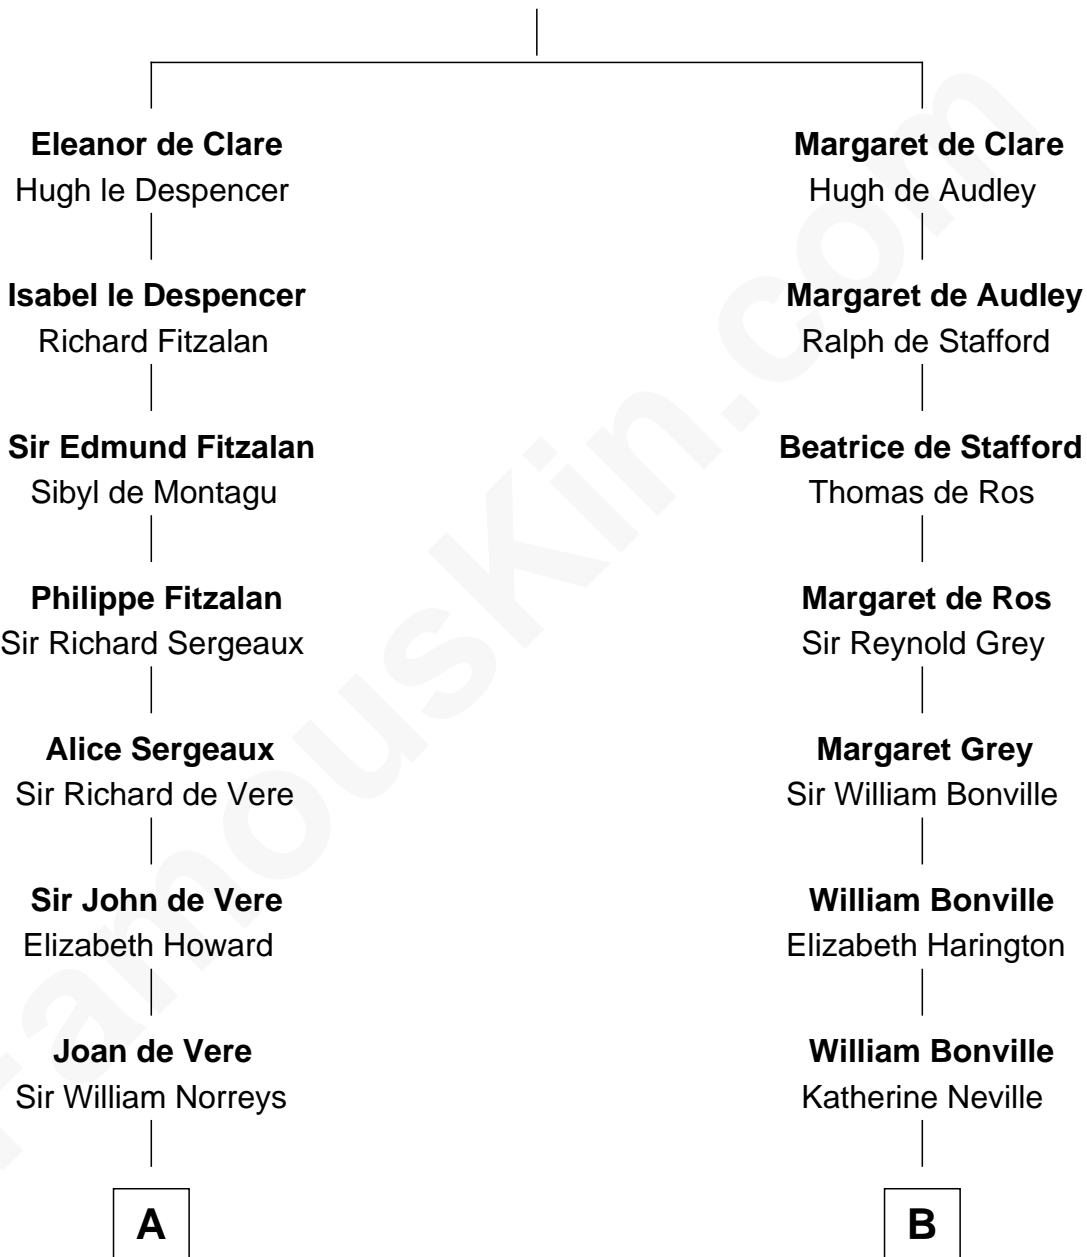 Eleanor de Clare
Hugh le Despencer
Isabel le Despencer
Richard Fitzalan
Sir Edmund Fitzalan
Sibyl de Montagu
Philippe Fitzalan
Sir Richard Sergeaux
Alice Sergeaux
Sir Richard de Vere
Sir John de Vere
Elizabeth Howard
Joan de Vere
Sir William Norreys
A
Margaret de Clare
Hugh de Audley
Margaret de Audley
Ralph de Stafford
Beatrice de Stafford
Thomas de Ros
Margaret de Ros
Sir Reynold Grey
Margaret Grey
Sir William Bonville
William Bonville
Elizabeth Harington
William Bonville
Katherine Neville
B
FamousKin.com